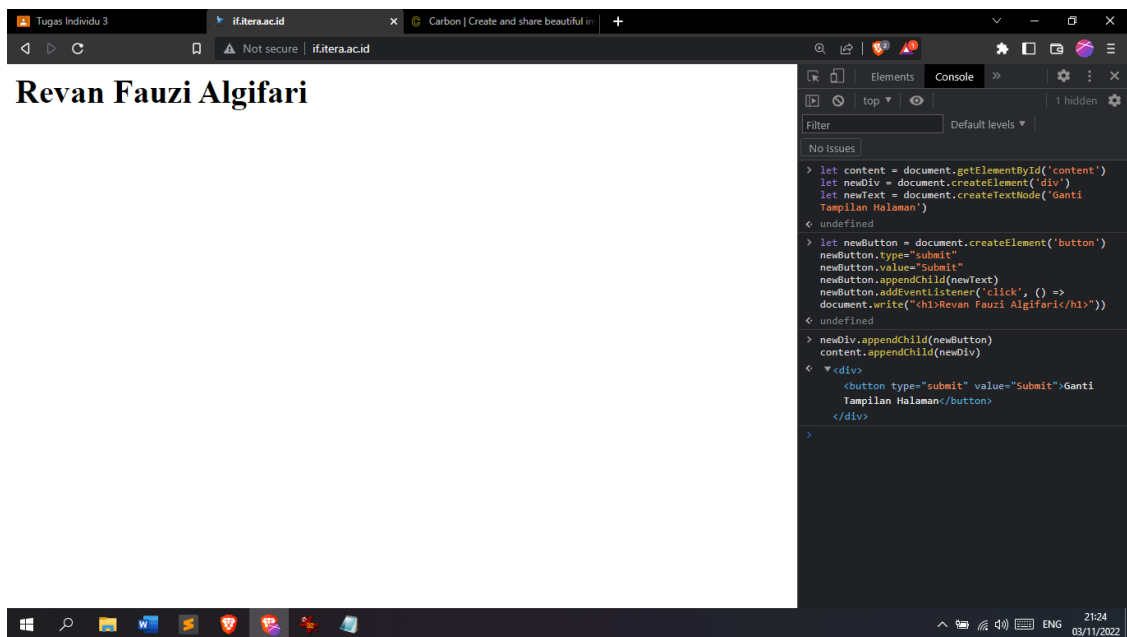 Tugas Individu 3
if.itera.ac.id
Carbon | Create and share beautiful in
Not secure | if.itera.ac.id
2
1
Revan Fauzi Algifari
Elements
Console
top
1 hidden
Filter
Default levels
No Issues
let content = document.getElementById('content')
let newDiv = document.createElement('div')
let newText = document.createTextNode('Ganti
Tampilan Halaman')
undefined
let newButton = document.createElement('button')
newButton.type="submit"
newButton.value="Submit"
newButton.appendChild(newText)
newButton.addEventListener('click', () =>
document.write("<h1>Revan Fauzi Algifari</h1>"))
undefined
newDiv.appendChild(newButton)
content.appendChild(newDiv)
<div>
<button type="submit" value="Submit">Ganti
Tampilan Halaman</button>
</div>
ENG
21:24
03/11/2022